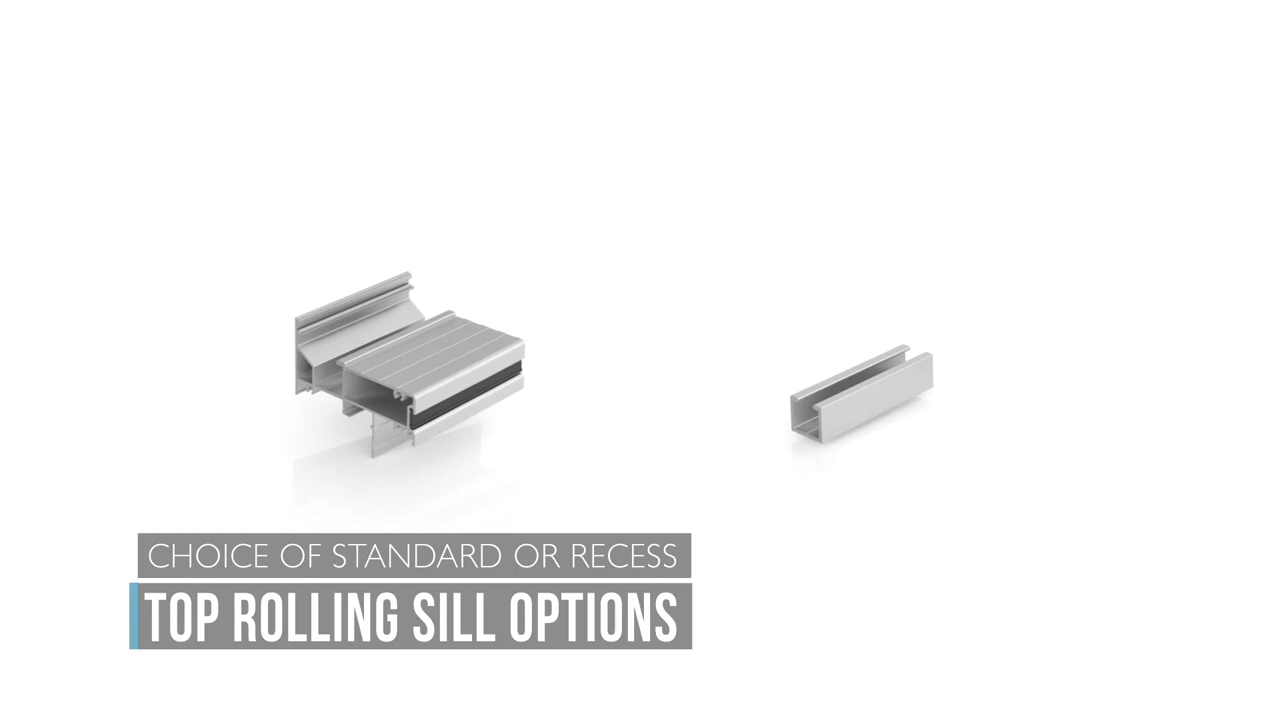 CHOICE OF STANDARD OR RECESS
TOP ROLLING SILL OPTIONS